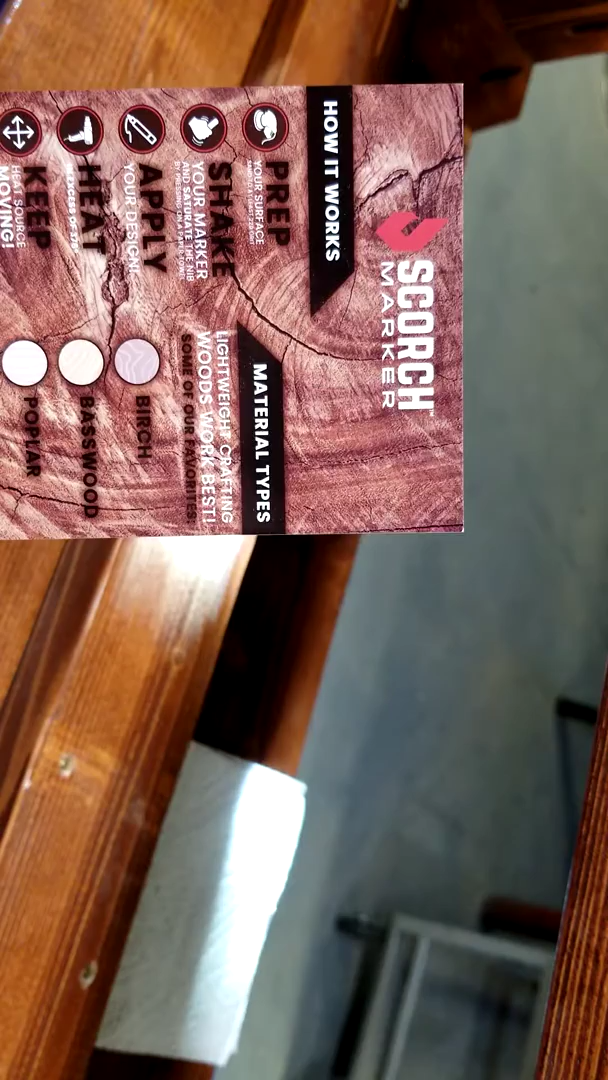 SCORCH™
MARKER
HOW IT WORKS
PREP
YOUR SURFACE
SHAKE
YOUR MARKER
AND SATURATE THE NIB
APPLY
YOUR DESIGN!
HEAT
KEEP
HEAT SOURCE
MOVING!
MATERIAL TYPES
LIGHTWEIGHT CRAFTING
WOODS WORK BEST!
SOME OF OUR FAVORITES:
BIRCH
BASSWOOD
POPLAR